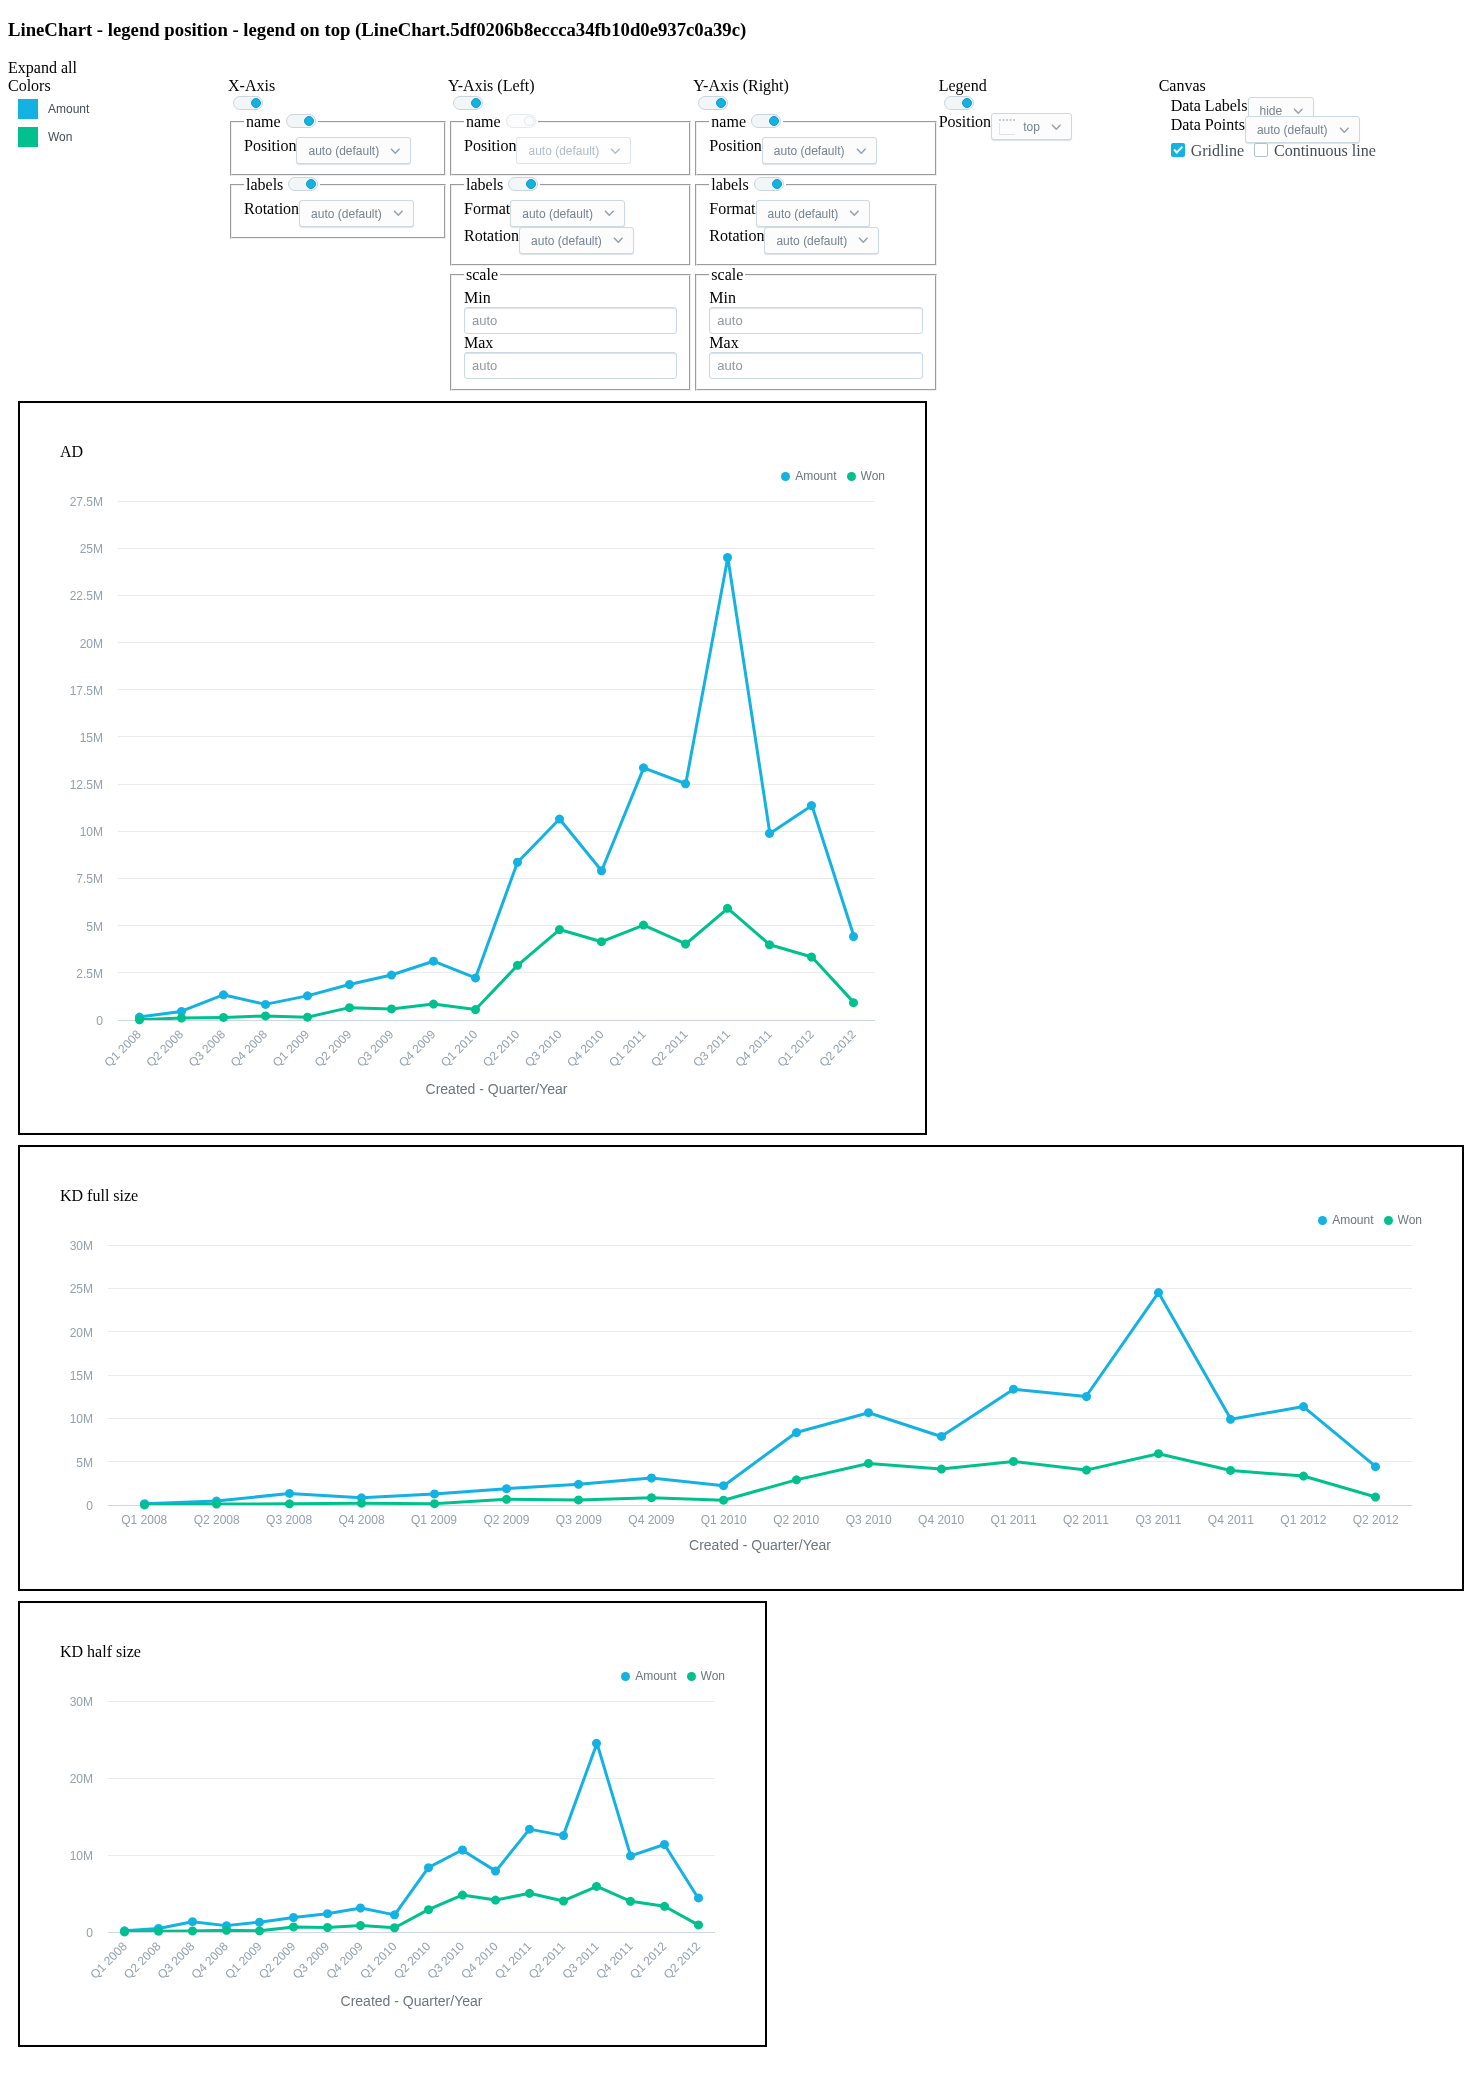 LineChart - legend position - legend on top (LineChart.5df0206b8eccca34fb10d0e937c0a39c)
Expand all
Colors
Amount
Won
X-Axis
name
Position auto (default)
labels
Rotation auto (default)
Y-Axis (Left)
name
Position auto (default)
labels
Format auto (default)
Rotation auto (default)
scale
Min
auto
Max
auto
Y-Axis (Right)
name
Position auto (default)
labels
Format auto (default)
Rotation auto (default)
scale
Min
auto
Max
auto
Legend
Position top
Canvas
Data Labels hide
Data Points auto (default)
Gridline Continuous line
AD
Amount Won
27.5M
25M
22.5M
20M
17.5M
15M
12.5M
10M
7.5M
5M
2.5M
0
Q1 2008 Q2 2008 Q3 2008 Q4 2008 Q1 2009 Q2 2009 Q3 2009 Q4 2009 Q1 2010 Q2 2010 Q3 2010 Q4 2010 Q1 2011 Q2 2011 Q3 2011 Q4 2011 Q1 2012 Q2 2012
Created - Quarter/Year
KD full size
Amount Won
30M
25M
20M
15M
10M
5M
0
Q1 2008 Q2 2008 Q3 2008 Q4 2008 Q1 2009 Q2 2009 Q3 2009 Q4 2009 Q1 2010 Q2 2010 Q3 2010 Q4 2010 Q1 2011 Q2 2011 Q3 2011 Q4 2011 Q1 2012 Q2 2012
Created - Quarter/Year
KD half size
Amount Won
30M
20M
10M
0
Q1 2008 Q2 2008 Q3 2008 Q4 2008 Q1 2009 Q2 2009 Q3 2009 Q4 2009 Q1 2010 Q2 2010 Q3 2010 Q4 2010 Q1 2011 Q2 2011 Q3 2011 Q4 2011 Q1 2012 Q2 2012
Created - Quarter/Year